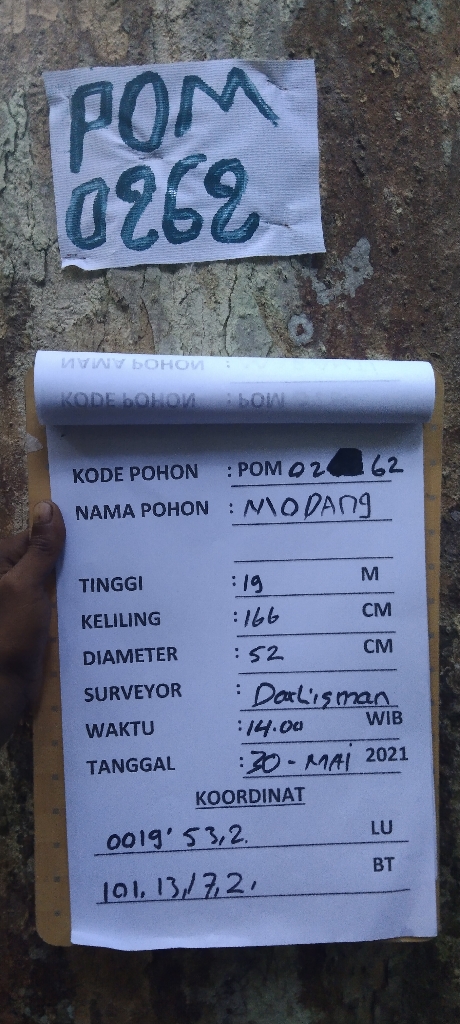 POM
0262
NAMA POHON :
KODE POHON : POM
KODE POHON : POM 02 62
NAMA POHON : MODANg
TINGGI : 19 M
KELILING : 166 CM
DIAMETER : 52 CM
SURVEYOR : Darlisman
WAKTU : 14.00 WIB
TANGGAL : 30 - MAi 2021
KOORDINAT
0019' 53,2. LU
BT
101, 13,/7,2,